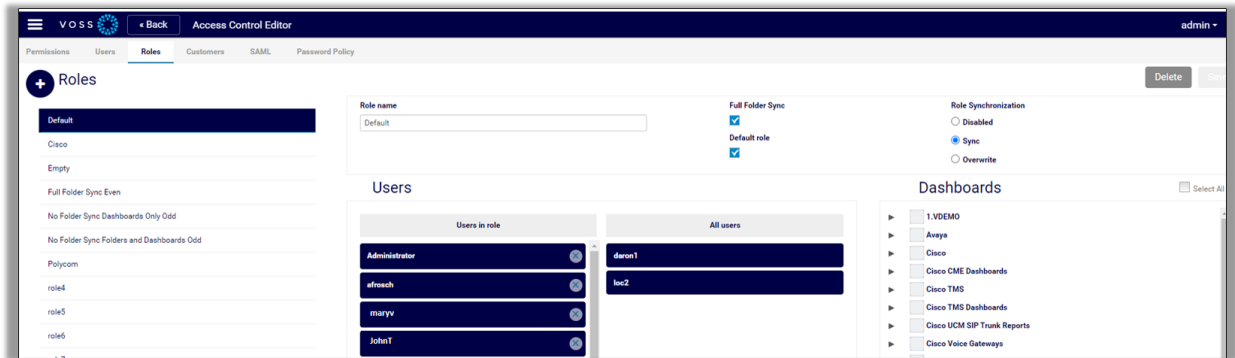 VOSS « Back Access Control Editor admin
Permissions Users Roles Customers SAML Password Policy
+ Roles Delete
Role name Full Folder Sync Role Synchronization
Default Default Disabled
Cisco Default role Sync
Empty Overwrite
Full Folder Sync Even Users Dashboards Select All
No Folder Sync Dashboards Only Odd Users in role All users 1.VDEMO
No Folder Sync Folders and Dashboards Odd Avaya
Polycom Administrator daron1 Cisco
role4 afrosch loc2 Cisco CME Dashboards
Cisco TMS
role5 maryv Cisco TMS Dashboards
Cisco UCM SIP Trunk Reports
role6 JohnT Cisco Voice Gateways